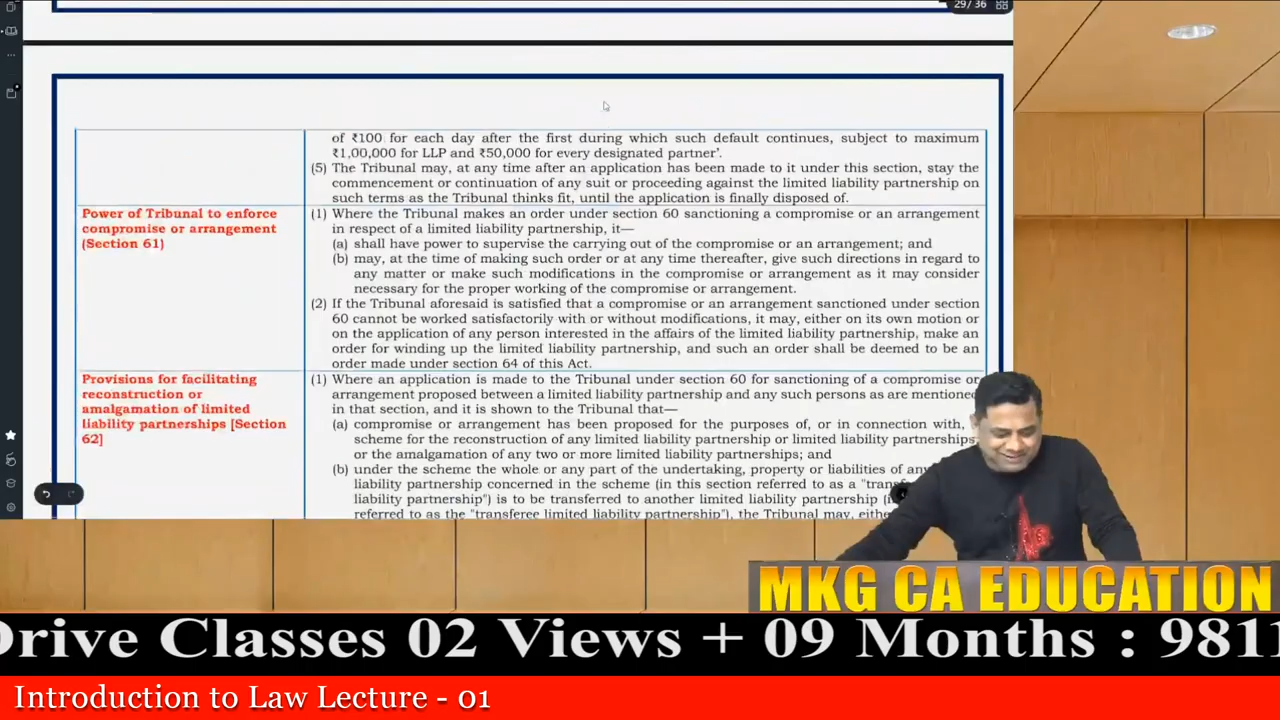 29/ 36
of ₹100 for each day after the first during which such default continues, subject to maximum
₹1,00,000 for LLP and ₹50,000 for every designated partner'.
(5) The Tribunal may, at any time after an application has been made to it under this section, stay the
commencement or continuation of any suit or proceeding against the limited liability partnership on
such terms as the Tribunal thinks fit, until the application is finally disposed of.
Power of Tribunal to enforce
compromise or arrangement
(Section 61)
(1) Where the Tribunal makes an order under section 60 sanctioning a compromise or an arrangement
in respect of a limited liability partnership, it—
(a) shall have power to supervise the carrying out of the compromise or an arrangement; and
(b) may, at the time of making such order or at any time thereafter, give such directions in regard to
any matter or make such modifications in the compromise or arrangement as it may consider
necessary for the proper working of the compromise or arrangement.
(2) If the Tribunal aforesaid is satisfied that a compromise or an arrangement sanctioned under section
60 cannot be worked satisfactorily with or without modifications, it may, either on its own motion or
on the application of any person interested in the affairs of the limited liability partnership, make an
order for winding up the limited liability partnership, and such an order shall be deemed to be an
order made under section 64 of this Act.
Provisions for facilitating
reconstruction or
amalgamation of limited
liability partnerships [Section
62]
(1) Where an application is made to the Tribunal under section 60 for sanctioning of a compromise or
arrangement proposed between a limited liability partnership and any such persons as are mentioned
in that section, and it is shown to the Tribunal that—
(a) compromise or arrangement has been proposed for the purposes of, or in connection with,
scheme for the reconstruction of any limited liability partnership or limited liability partnerships,
or the amalgamation of any two or more limited liability partnerships; and
(b) under the scheme the whole or any part of the undertaking, property or liabilities of any
liability partnership concerned in the scheme (in this section referred to as a "transf
liability partnership") is to be transferred to another limited liability partnership
referred to as the "transferee limited liability partnership"), the Tribunal may, eithe
MKG CA EDUCATION
Drive Classes 02 Views + 09 Months : 981
Introduction to Law Lecture - 01